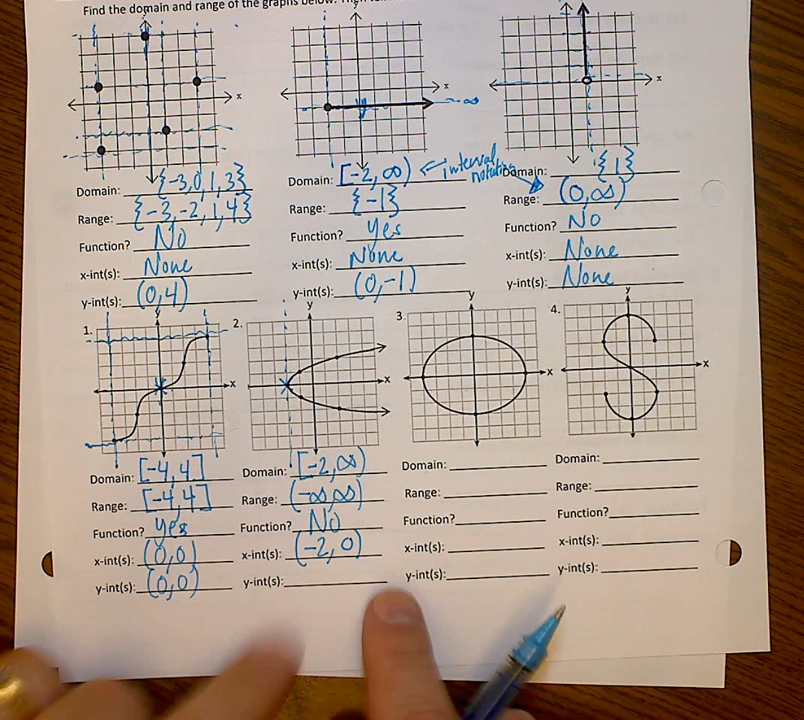 Find the domain and range of the graphs below.
x
x
x
∞
Domain: {-3,0,1,3}
Range: {-3,-2,1,4}
Function? No
x-int(s): None
y-int(s): (0,4)
Domain: [-2,∞) ← interval notation
Range: {-1}
Function? yes
x-int(s): None
y-int(s): (0,-1)
Domain: {1}
Range: (0,∞)
Function? No
x-int(s): None
y-int(s): None
1.
y
x
Domain: [-4,4]
Range: [-4,4]
Function? yes
x-int(s): (0,0)
y-int(s): (0,0)
2.
y
x
Domain: [-2,∞)
Range: (-∞,∞)
Function? No
x-int(s): (-2,0)
y-int(s):
3.
y
x
Domain:
Range:
Function?
x-int(s):
y-int(s):
4.
y
x
Domain:
Range:
Function?
x-int(s):
y-int(s):